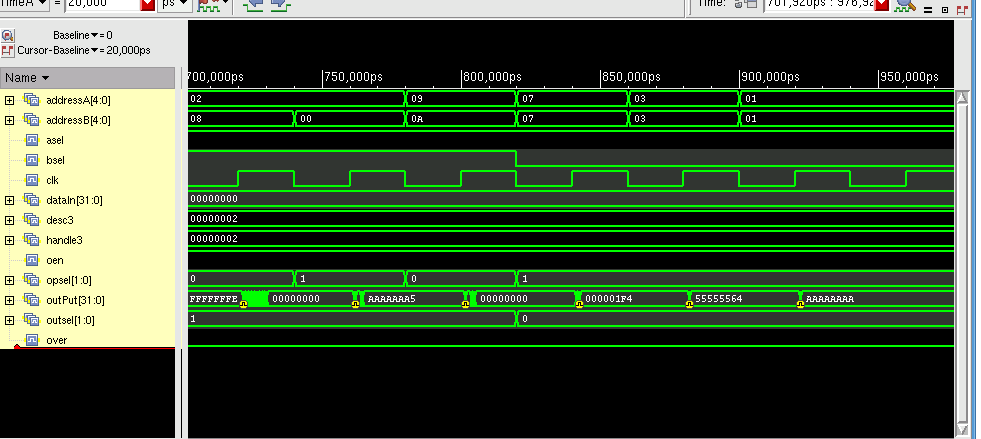 TimeA = 20,000 ps Time: 701,920ps : 976,92
Baseline = 0
Cursor-Baseline = 20,000ps
Name 700,000ps 750,000ps 800,000ps 850,000ps 900,000ps 950,000ps
addressA[4:0] 02 09 07 03 01
addressB[4:0] 08 00 0A 07 03 01
asel
bsel
clk
dataIn[31:0] 00000000
desc3 00000002
handle3 00000002
oen
opsel[1:0] 0 1 0 1
outPut[31:0] FFFFFFFE 00000000 AAAAAAA5 00000000 000001F4 55555564 AAAAAAAA
outsel[1:0] 1 0
over